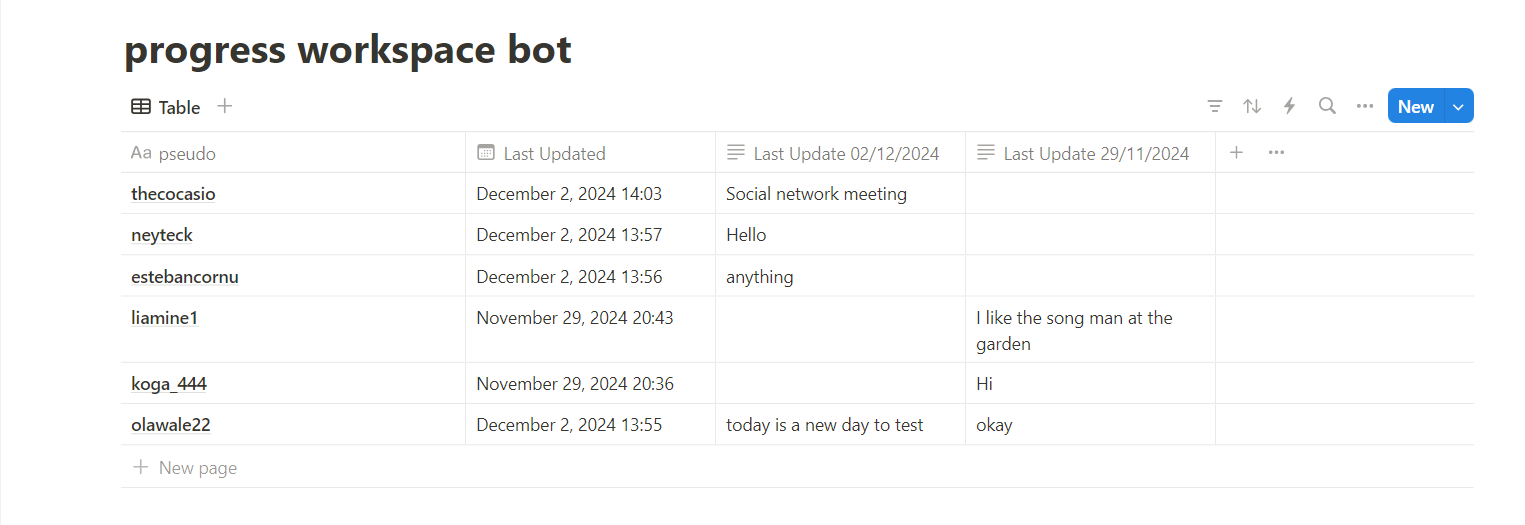 progress workspace bot
Table
New
Aa pseudo Last Updated Last Update 02/12/2024 Last Update 29/11/2024
thecocasio December 2, 2024 14:03 Social network meeting
neyteck December 2, 2024 13:57 Hello
estebancornu December 2, 2024 13:56 anything
liamine1 November 29, 2024 20:43 I like the song man at the
garden
koga_444 November 29, 2024 20:36 Hi
olawale22 December 2, 2024 13:55 today is a new day to test okay
New page